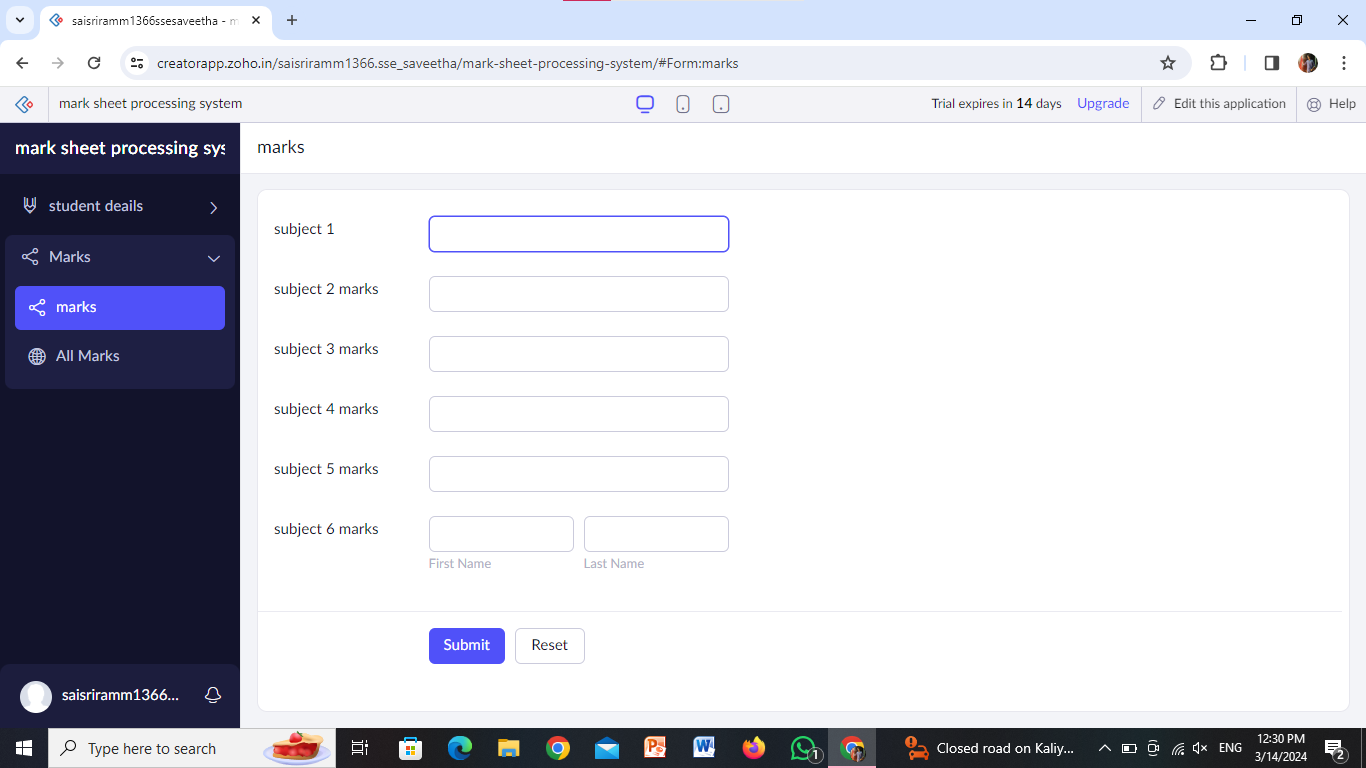 saisriramm1366ssesaveetha - m
creatorapp.zoho.in/saisriramm1366.sse_saveetha/mark-sheet-processing-system/#Form:marks
mark sheet processing system
Trial expires in 14 days Upgrade Edit this application Help
mark sheet processing sys
marks
student deails
Marks
marks
All Marks
subject 1
subject 2 marks
subject 3 marks
subject 4 marks
subject 5 marks
subject 6 marks
First Name Last Name
Submit Reset
saisriramm1366...
Type here to search
1
Closed road on Kaliy...
ENG
12:30 PM
3/14/2024
2